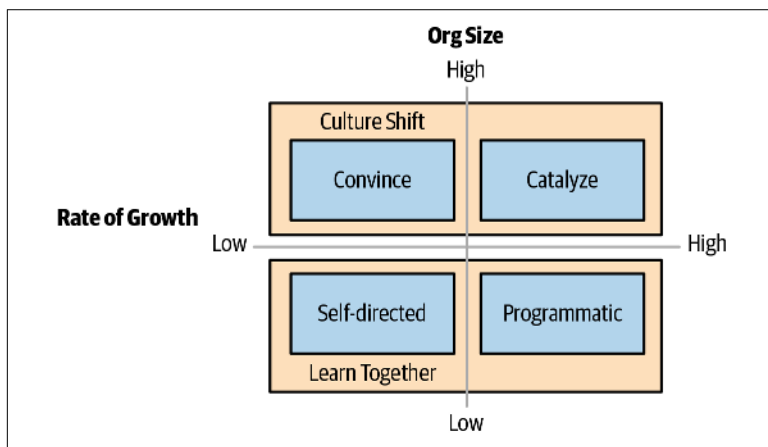 Org Size
High
Culture Shift
Convince
Catalyze
Rate of Growth
Low
High
Self-directed
Programmatic
Learn Together
Low